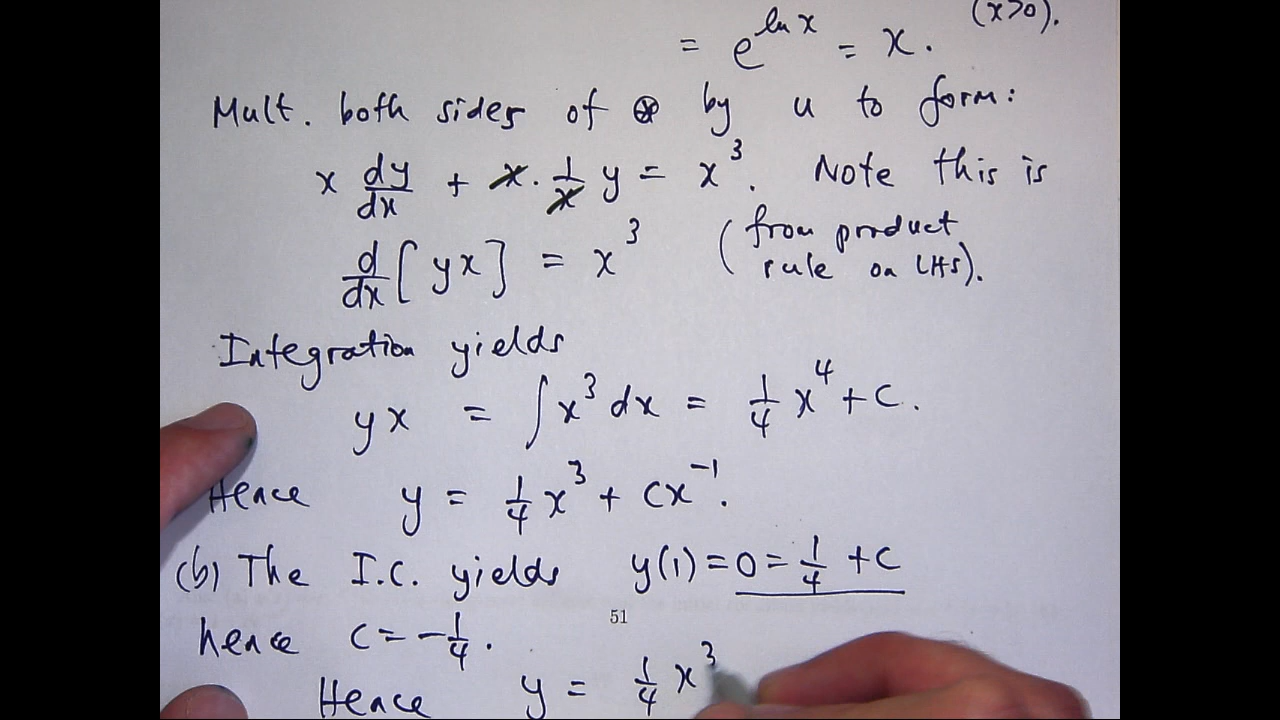 = e^{ln x} = x. (x>0).
Mult. both sides of ⊛ by u to form:
x dy/dx + x · 1/x y = x^3. Note this is
d/dx [yx] = x^3 (from product rule on LHS).
Integration yields
yx = ∫ x^3 dx = 1/4 x^4 + C.
Hence y = 1/4 x^3 + Cx^{-1}.
(b) The I.C. yields y(1) = 0 = 1/4 + C
51
hence C = -1/4.
Hence y = 1/4 x^3